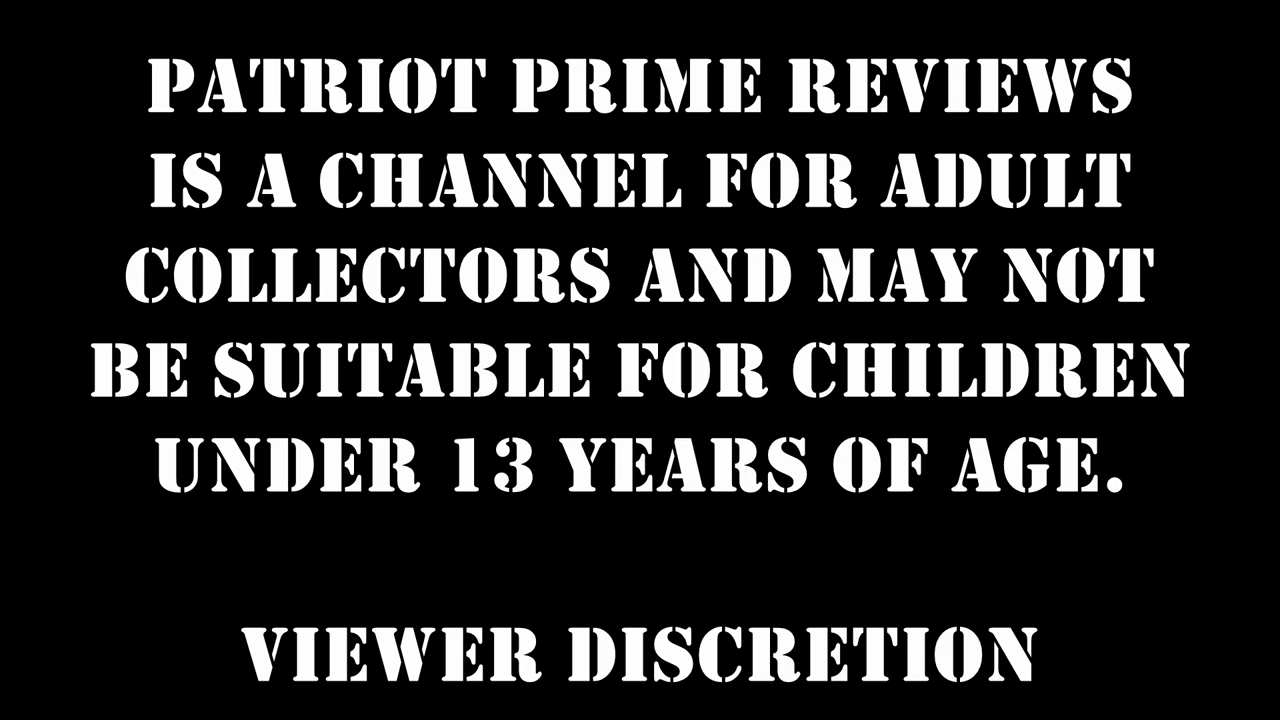 PATRIOT PRIME REVIEWS
IS A CHANNEL FOR ADULT
COLLECTORS AND MAY NOT
BE SUITABLE FOR CHILDREN
UNDER 13 YEARS OF AGE.
VIEWER DISCRETION